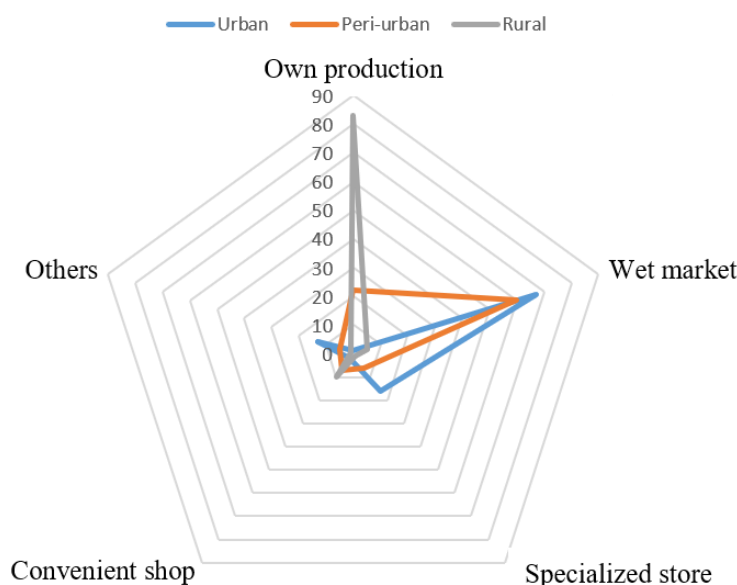 Urban Peri-urban Rural
Own production
90
80
70
60
50
40
30
20
10
0
Others
Wet market
Convenient shop
Specialized store